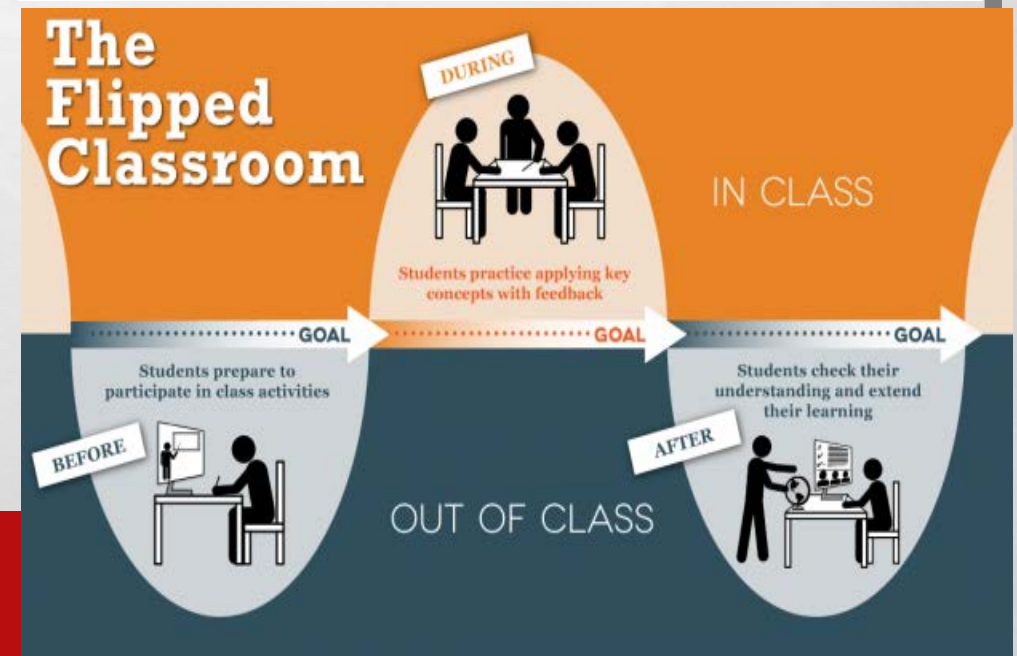 The
Flipped
Classroom
DURING
IN CLASS
Students practice applying key
concepts with feedback
GOAL
GOAL
GOAL
Students prepare to
participate in class activities
BEFORE
OUT OF CLASS
Students check their
understanding and extend
their learning
AFTER